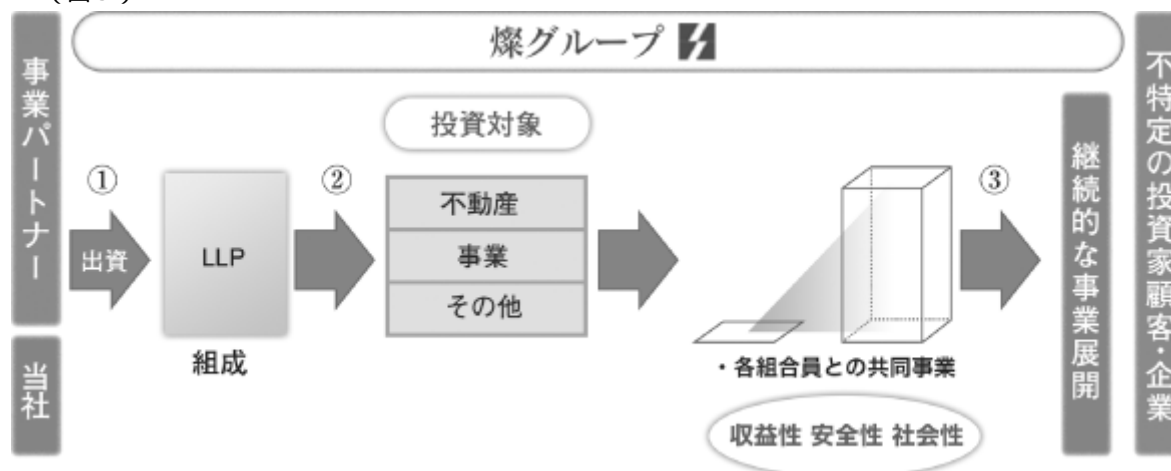 燦グループ
事業パートナー
当社
①
出資
LLP
組成
②
投資対象
不動産
事業
その他
・各組合員との共同事業
収益性 安全性 社会性
③
継続的な事業展開
不特定の投資家顧客・企業